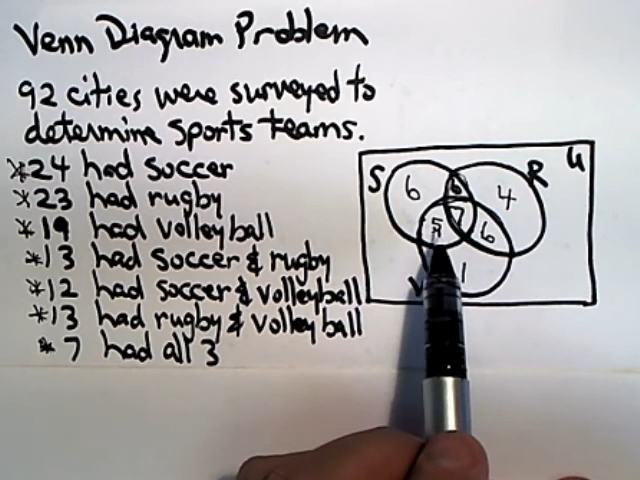 Venn Diagram Problem
92 cities were surveyed to
determine sports teams.
*24 had soccer
*23 had rugby
*19 had volleyball
*13 had soccer & rugby
*12 had soccer & volleyball
*13 had rugby & volleyball
*7 had all 3
U
S R
6 6 4
7
5 6
V 1